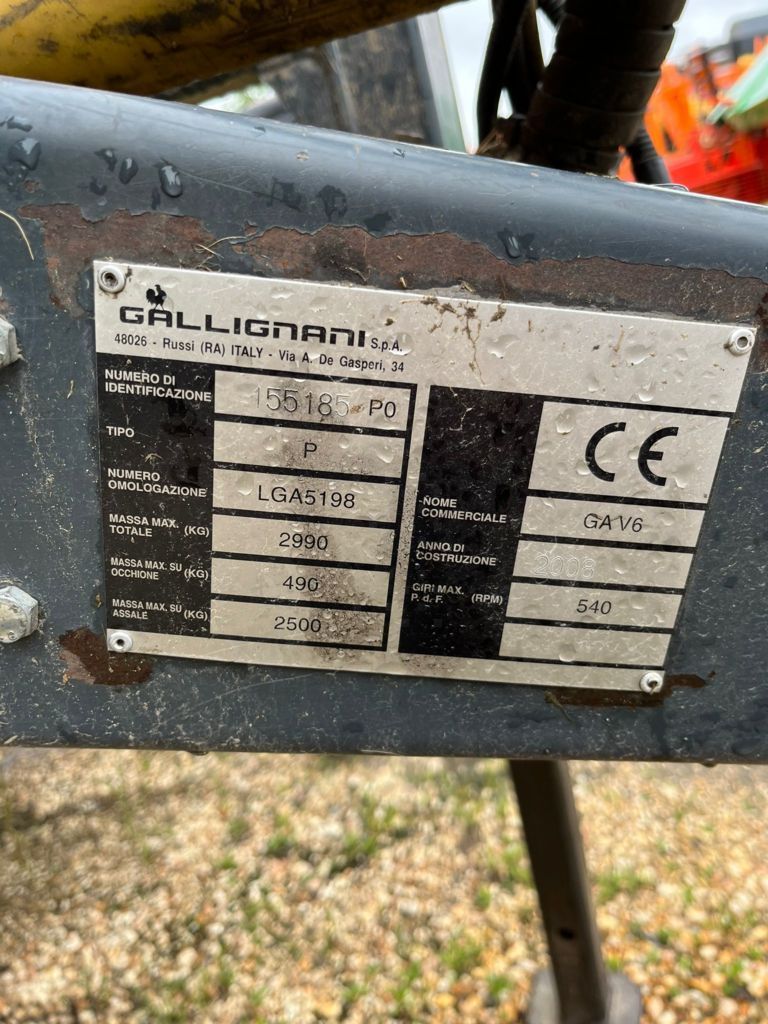 GALLIGNANI S.p.A.
48026 - Russi (RA) ITALY - Via A. De Gasperi, 34
NUMERO DI
IDENTIFICAZIONE
155185 P0
TIPO
P
NUMERO
OMOLOGAZIONE
LGA5198
MASSA MAX.
TOTALE (KG)
2990
MASSA MAX. SU
OCCHIONE (KG)
490
MASSA MAX. SU
ASSALE (KG)
2500
CE
NOME
COMMERCIALE
GA V6
ANNO DI
COSTRUZIONE
2008
GIRI MAX.
P. d. F. (RPM)
540